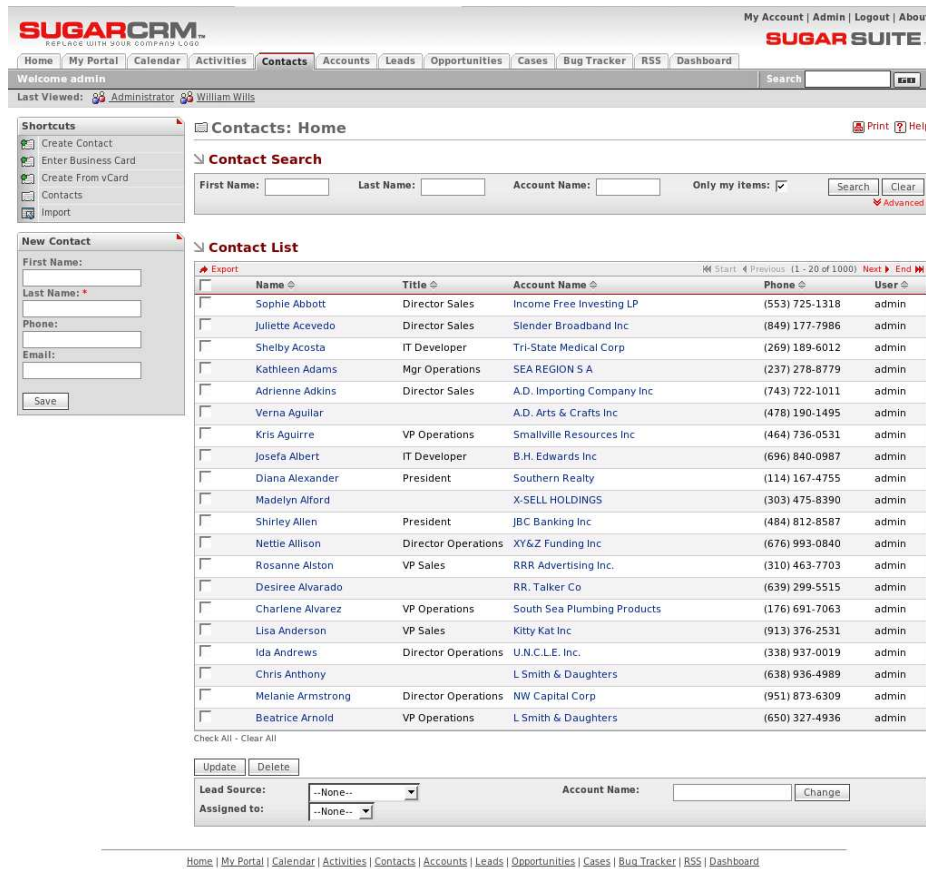 My Account | Admin | Logout | About
SUGARCRM™
REPLACE WITH YOUR COMPANY LOGO
SUGAR SUITE
Home My Portal Calendar Activities Contacts Accounts Leads Opportunities Cases Bug Tracker RSS Dashboard
Welcome admin Search GO
Last Viewed: Administrator William Wills
Shortcuts
Create Contact
Enter Business Card
Create From vCard
Contacts
Import
New Contact
First Name:
Last Name: *
Phone:
Email:
Save
Contacts: Home Print ? Help
Contact Search
First Name: Last Name: Account Name: Only my items: Search Clear
Advanced
Contact List
Export Start Previous (1 - 20 of 1000) Next End
Name Title Account Name Phone User
Sophie Abbott Director Sales Income Free Investing LP (553) 725-1318 admin
Juliette Acevedo Director Sales Slender Broadband Inc (849) 177-7986 admin
Shelby Acosta IT Developer Tri-State Medical Corp (269) 189-6012 admin
Kathleen Adams Mgr Operations SEA REGION S A (237) 278-8779 admin
Adrienne Adkins Director Sales A.D. Importing Company Inc (743) 722-1011 admin
Verna Aguilar A.D. Arts & Crafts Inc (478) 190-1495 admin
Kris Aguirre VP Operations Smallville Resources Inc (464) 736-0531 admin
Josefa Albert IT Developer B.H. Edwards Inc (696) 840-0987 admin
Diana Alexander President Southern Realty (114) 167-4755 admin
Madelyn Alford X-SELL HOLDINGS (303) 475-8390 admin
Shirley Allen President JBC Banking Inc (484) 812-8587 admin
Nettie Allison Director Operations XY&Z Funding Inc (676) 993-0840 admin
Rosanne Alston VP Sales RRR Advertising Inc. (310) 463-7703 admin
Desiree Alvarado RR. Talker Co (639) 299-5515 admin
Charlene Alvarez VP Operations South Sea Plumbing Products (176) 691-7063 admin
Lisa Anderson VP Sales Kitty Kat Inc (913) 376-2531 admin
Ida Andrews Director Operations U.N.C.L.E. Inc. (338) 937-0019 admin
Chris Anthony L Smith & Daughters (638) 936-4989 admin
Melanie Armstrong Director Operations NW Capital Corp (951) 873-6309 admin
Beatrice Arnold VP Operations L Smith & Daughters (650) 327-4936 admin
Check All - Clear All
Update Delete
Lead Source: --None-- Account Name: Change
Assigned to: --None--
Home | My Portal | Calendar | Activities | Contacts | Accounts | Leads | Opportunities | Cases | Bug Tracker | RSS | Dashboard